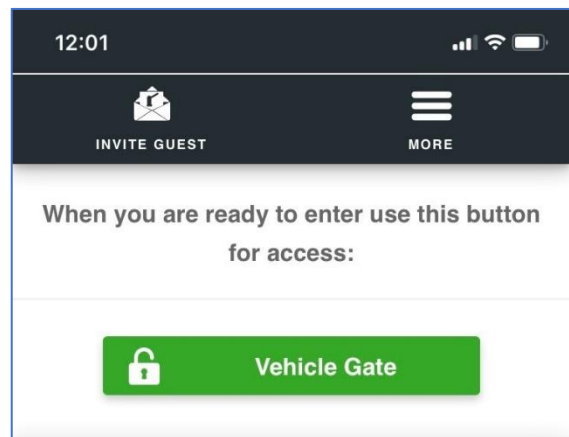 12:01
INVITE GUEST
MORE
When you are ready to enter use this button
for access:
Vehicle Gate